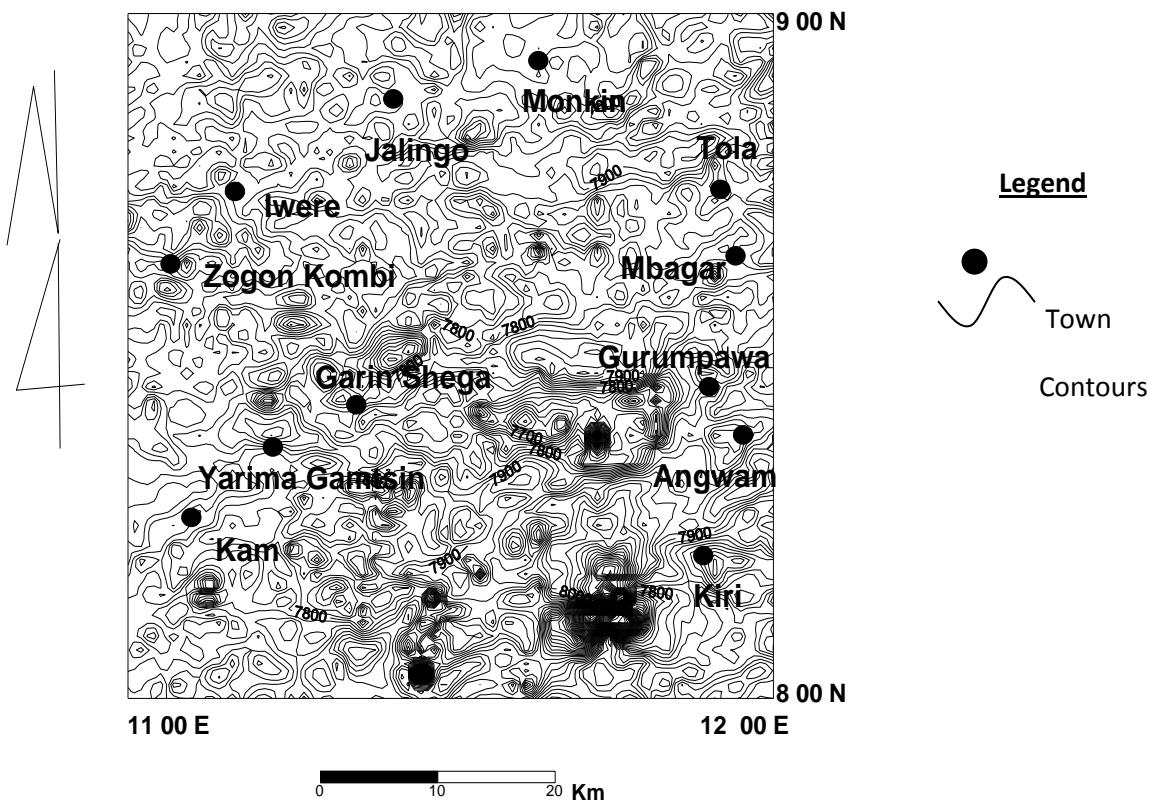 9 00 N
Monkin
Jalingo
Tola
7900
Legend
Iwere
Mbagar
Zogon Kombi
7800
7800
Town
Gurumpawa
Garin Shega
7900
7800
Contours
7700
7800
7900
Yarima Gamtsin
Angwam
7900
Kam
7900
7800
Kiri
7800
8 00 N
11 00 E
12 00 E
0
10
20
Km